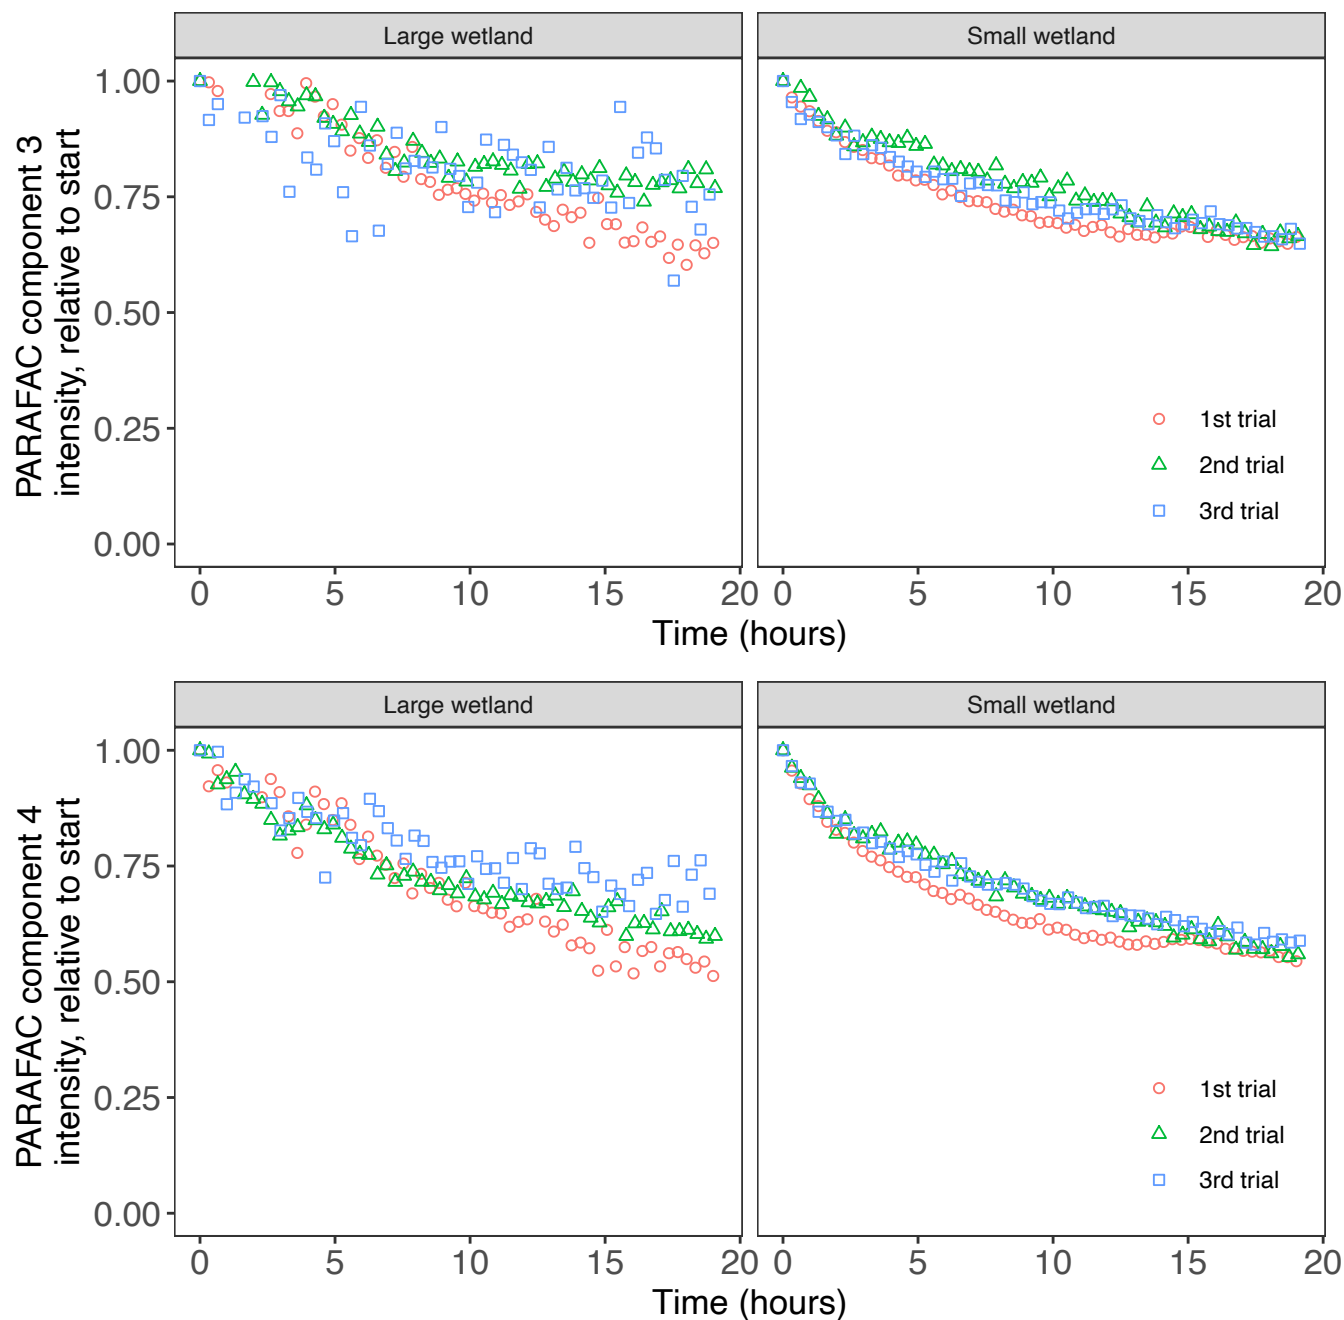 Large wetland
Small wetland
PARAFAC component 3
intensity, relative to start
1.00
0.75
0.50
0.25
0.00
1st trial
2nd trial
3rd trial
0 5 10 15 20
0 5 10 15 20
Time (hours)
Large wetland
Small wetland
PARAFAC component 4
intensity, relative to start
1.00
0.75
0.50
0.25
0.00
1st trial
2nd trial
3rd trial
0 5 10 15 20
0 5 10 15 20
Time (hours)